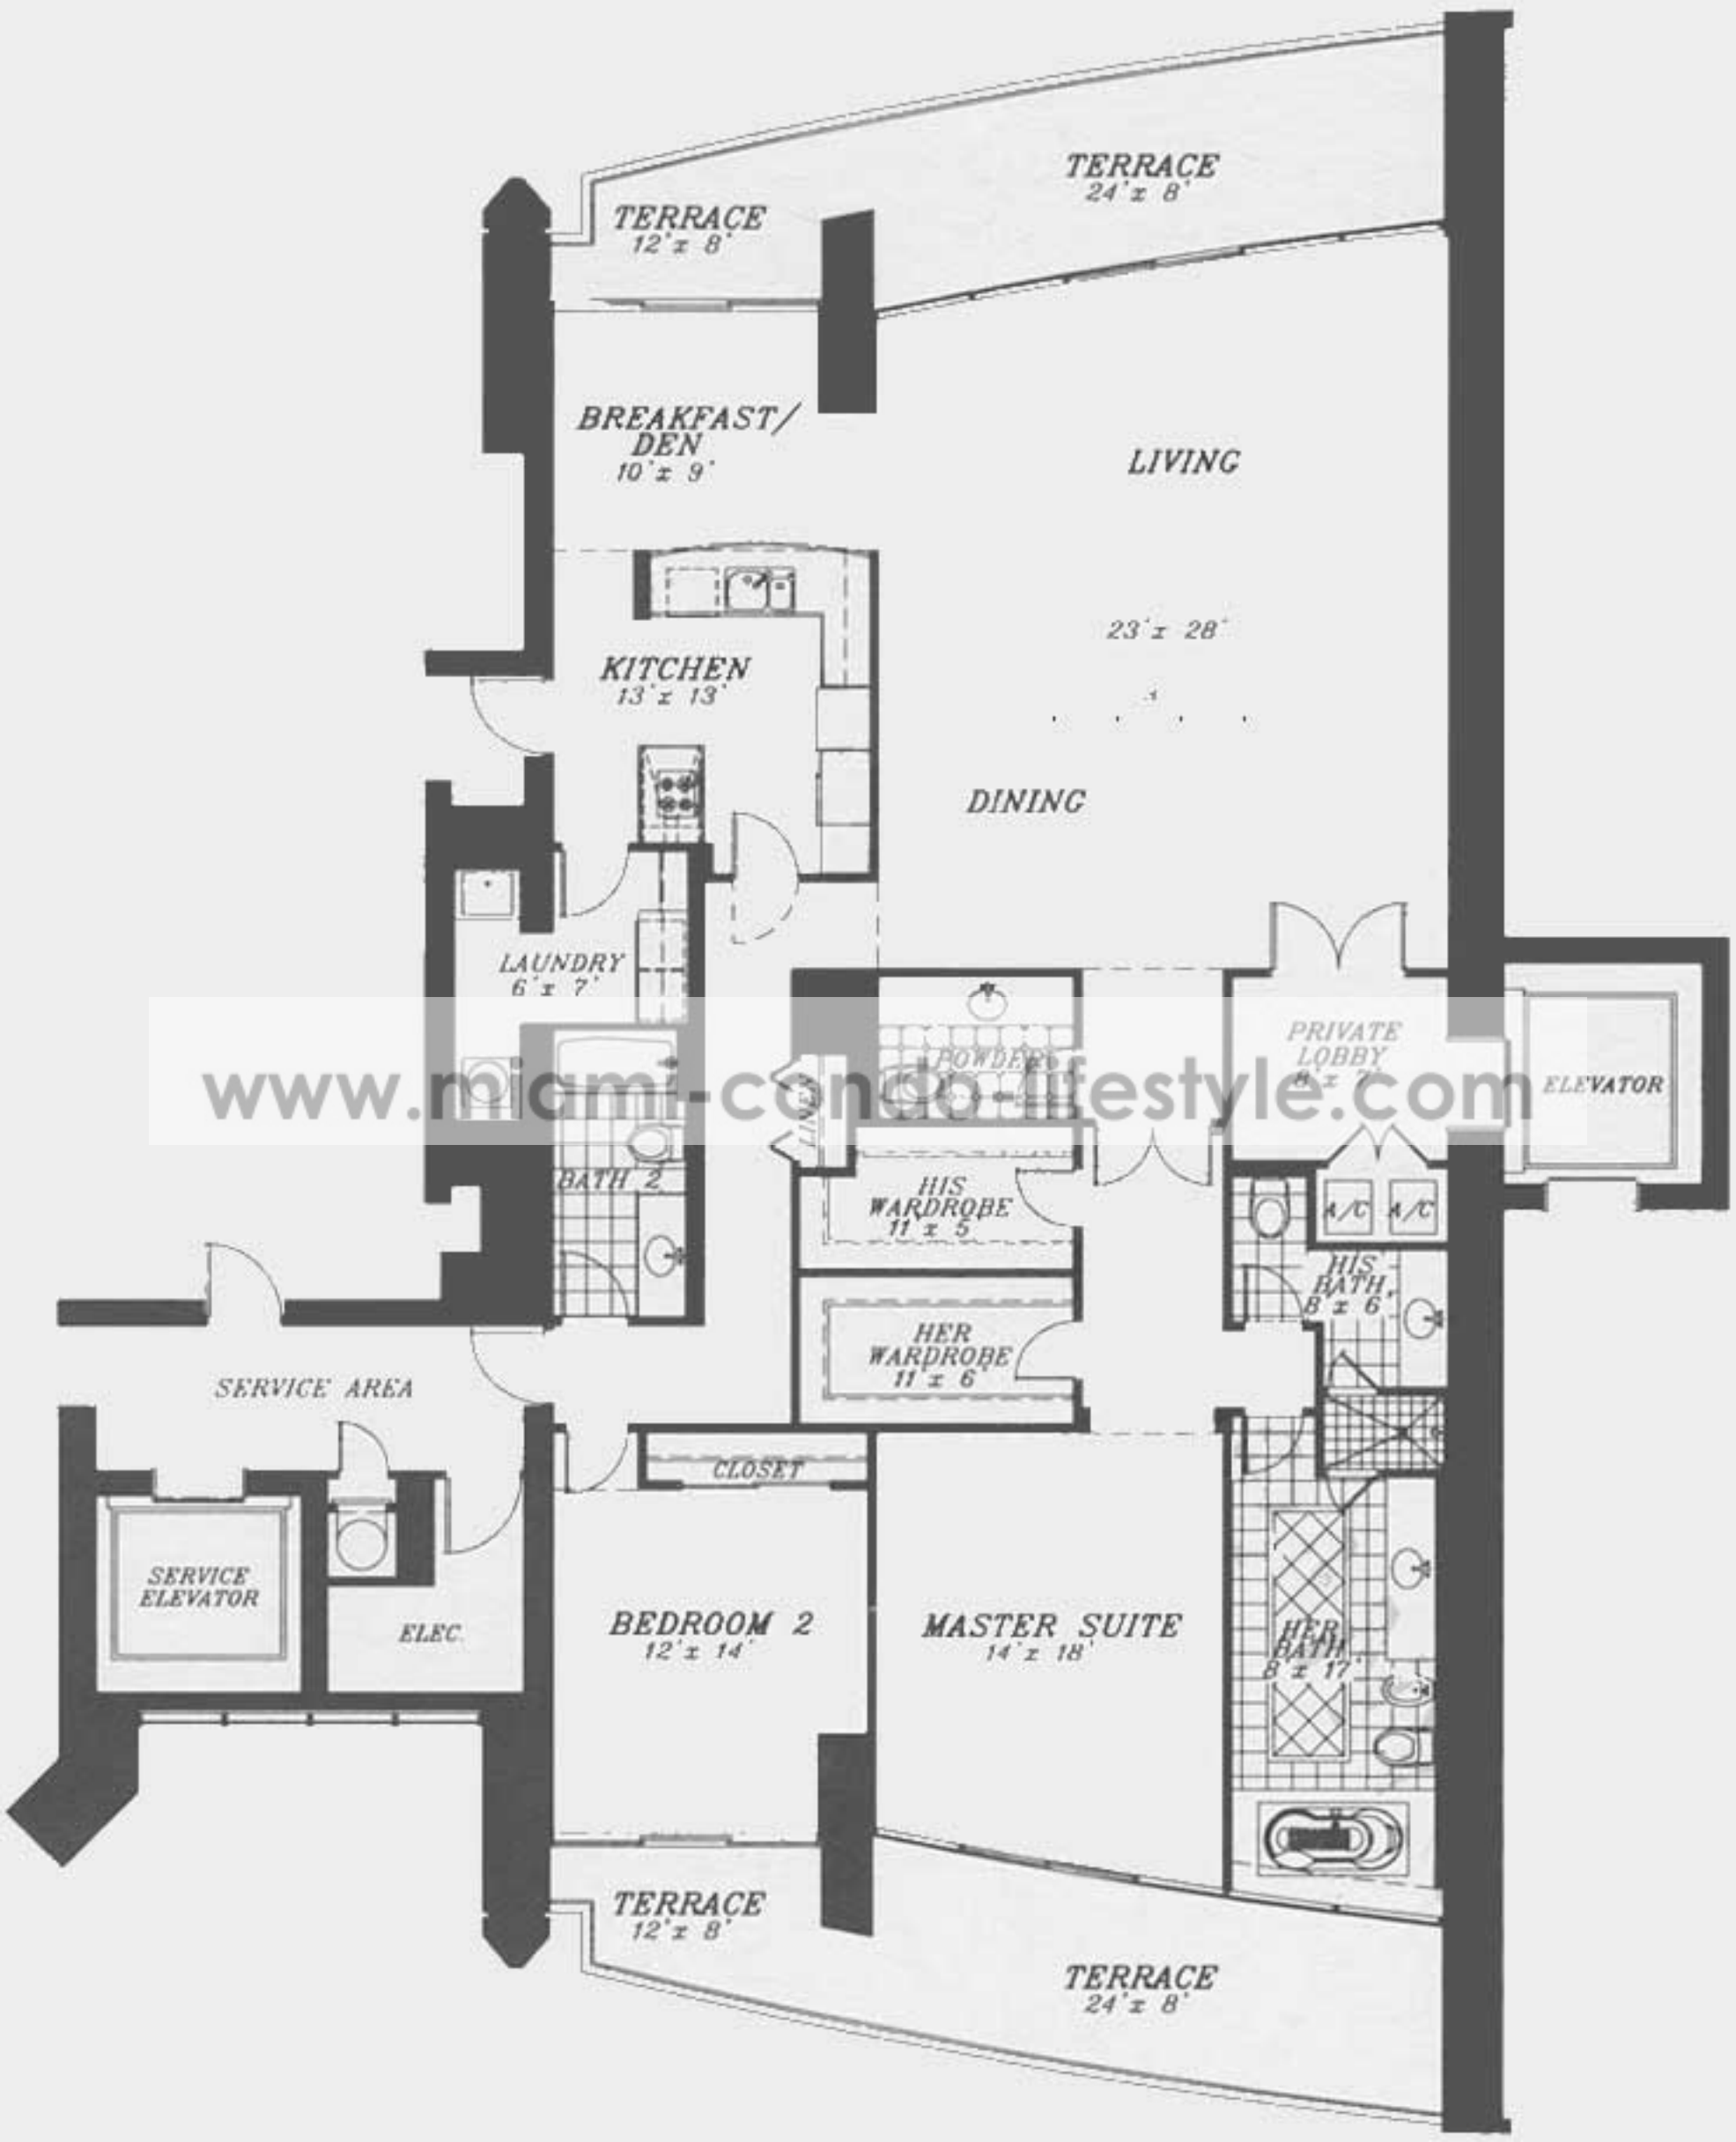 TERRACE
24' x 8'
TERRACE
12' x 8'
BREAKFAST/
DEN
10' x 9'
LIVING
23' x 28'
KITCHEN
13' x 13'
DINING
LAUNDRY
6' x 7'
PRIVATE
LOBBY
8' x 7'
POWDER
ELEVATOR
LINEN
www.miami-condo-lifestyle.com
BATH 2
HIS
WARDROBE
11' x 5'
A/C
A/C
HIS
BATH
8' x 6'
HER
WARDROBE
11' x 6'
SERVICE AREA
CLOSET
SERVICE
ELEVATOR
ELEC.
BEDROOM 2
12' x 14'
MASTER SUITE
14' x 18'
HER
BATH
8' x 17'
TERRACE
12' x 8'
TERRACE
24' x 8'